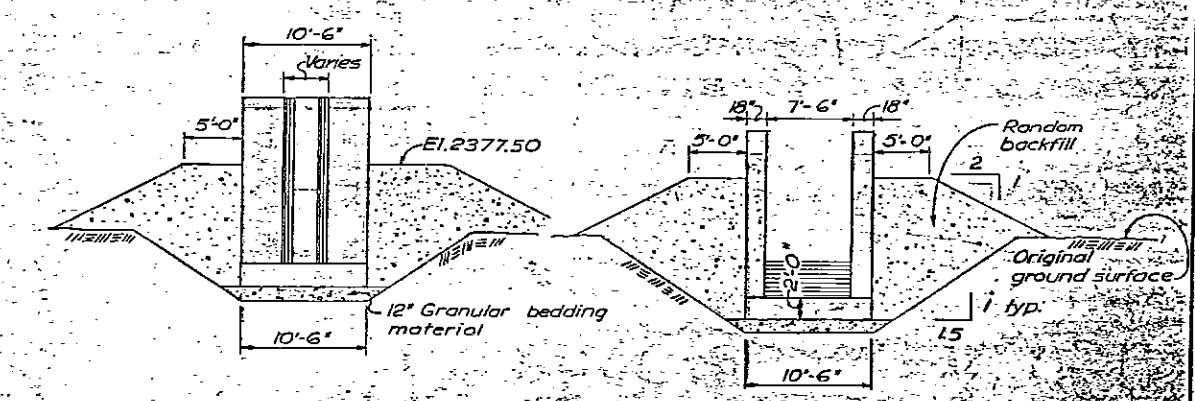 10'-6"
Varies
5'-0"
El.2377.50
12" Granular bedding
material
10'-6"
18"
7'-6"
18"
5'-0"
5'-0"
Random
backfill
2
1
2'-0"
Original
ground surface
1 typ.
1.5
10'-6"